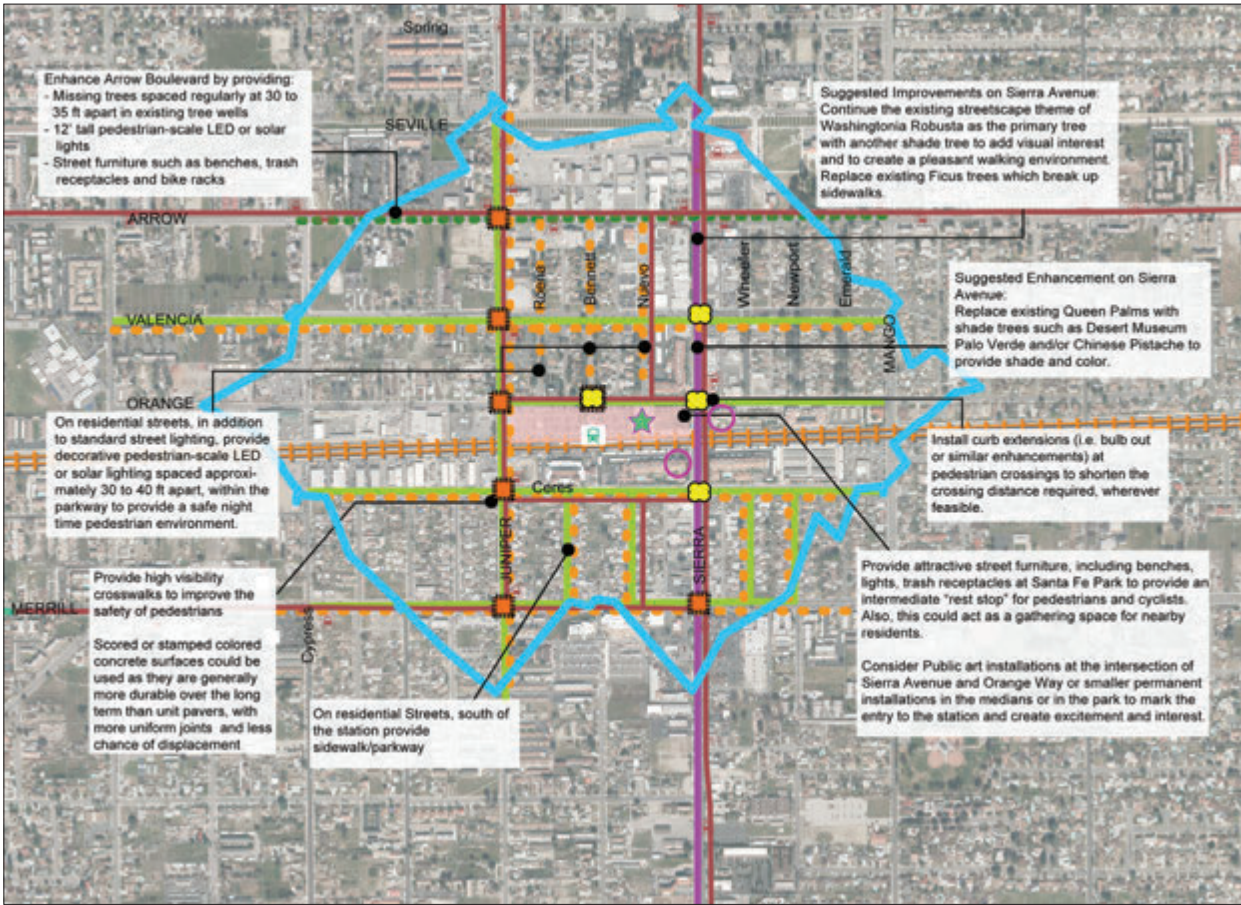 Spring
Enhance Arrow Boulevard by providing:
- Missing trees spaced regularly at 30 to
35 ft apart in existing tree wells
- 12' tall pedestrian-scale LED or solar
lights
- Street furniture such as benches, trash
receptacles and bike racks
SEVILLE
Suggested Improvements on Sierra Avenue:
Continue the existing streetscape theme of
Washingtonia Robusta as the primary tree
with another shade tree to add visual interest
and to create a pleasant walking environment.
Replace existing Ficus trees which break up
sidewalks.
ARROW
Roena
Bennett
Nuevo
Wheeler
Newport
Emerald
Suggested Enhancement on Sierra
Avenue:
Replace existing Queen Palms with
shade trees such as Desert Museum
Palo Verde and/or Chinese Pistache to
provide shade and color.
VALENCIA
MANGO
ORANGE
On residential streets, in addition
to standard street lighting, provide
decorative pedestrian-scale LED
or solar lighting spaced approxi-
mately 30 to 40 ft apart, within the
parkway to provide a safe night
time pedestrian environment.
Install curb extensions (i.e. bulb out
or similar enhancements) at
pedestrian crossings to shorten the
crossing distance required, wherever
feasible.
Ceres
JUNIPER
SIERRA
Provide high visibility
crosswalks to improve the
safety of pedestrians
Scored or stamped colored
concrete surfaces could be
used as they are generally
more durable over the long
term than unit pavers, with
more uniform joints and less
chance of displacement
Provide attractive street furniture, including benches,
lights, trash receptacles at Santa Fe Park to provide an
intermediate "rest stop" for pedestrians and cyclists.
Also, this could act as a gathering space for nearby
residents.
Consider Public art installations at the intersection of
Sierra Avenue and Orange Way or smaller permanent
installations in the medians or in the park to mark the
entry to the station and create excitement and interest.
MERRILL
Cypress
On residential Streets, south of
the station provide
sidewalk/parkway